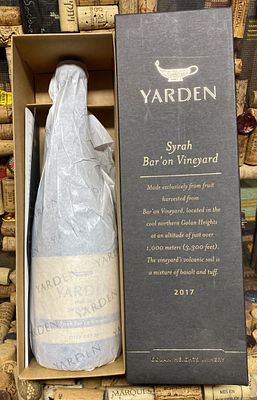 YARDEN
Syrah
Bar'on Vineyard
Made exclusively from fruit
harvested from
Bar'on Vineyard, located in the
cool northern Golan Heights
at an altitude of just over
1,000 meters (3,300 feet).
The vineyard's volcanic soil is
a mixture of basalt and tuff.
2017
GOLAN HEIGHTS WINERY
YARDEN
YARDEN